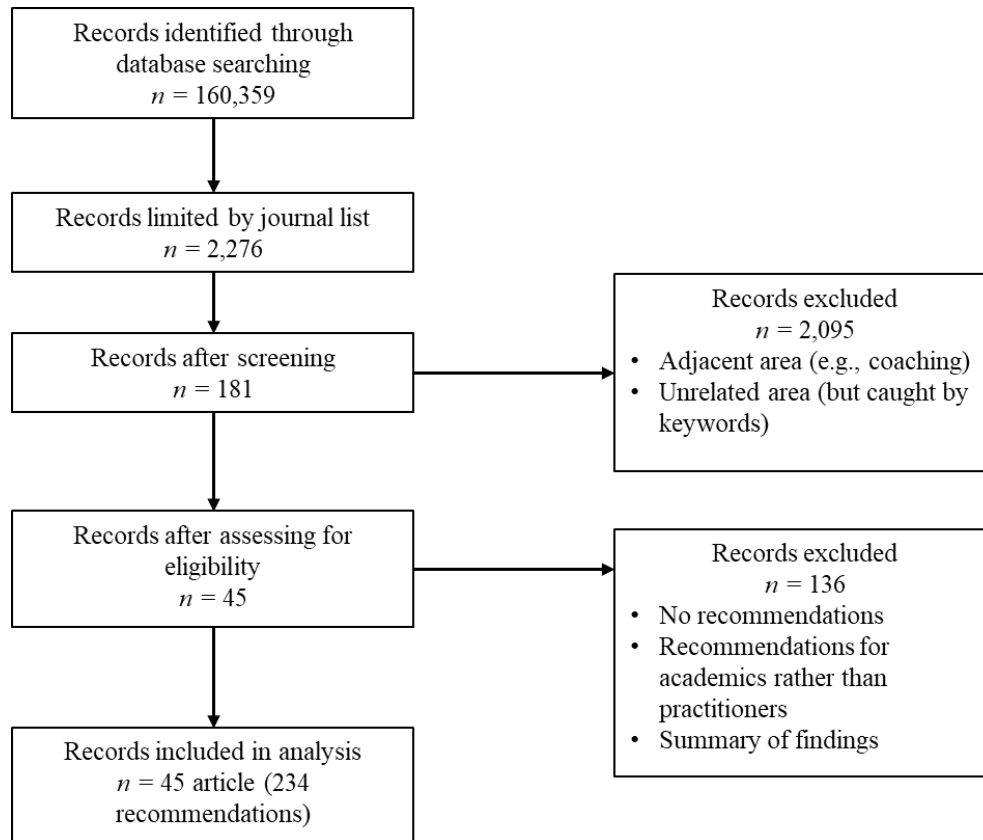 Records identified through
database searching
n = 160,359
Records limited by journal list
n = 2,276
Records after screening
n = 181
Records excluded
n = 2,095
• Adjacent area (e.g., coaching)
• Unrelated area (but caught by
keywords)
Records after assessing for
eligibility
n = 45
Records excluded
n = 136
• No recommendations
• Recommendations for
academics rather than
practitioners
• Summary of findings
Records included in analysis
n = 45 article (234
recommendations)